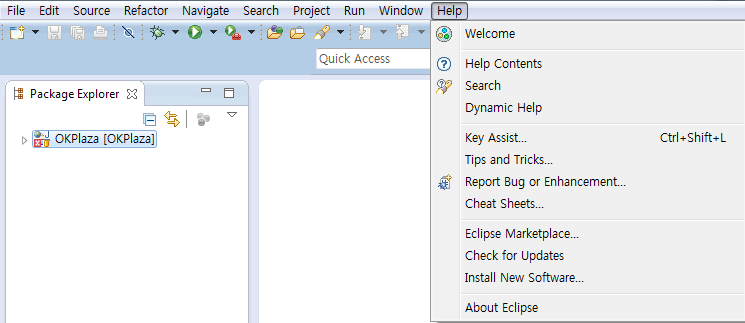 File Edit Source Refactor Navigate Search Project Run Window Help
Quick Access
Package Explorer
OKPlaza [OKPlaza]
Welcome
Help Contents
Search
Dynamic Help
Key Assist... Ctrl+Shift+L
Tips and Tricks...
Report Bug or Enhancement...
Cheat Sheets...
Eclipse Marketplace...
Check for Updates
Install New Software...
About Eclipse